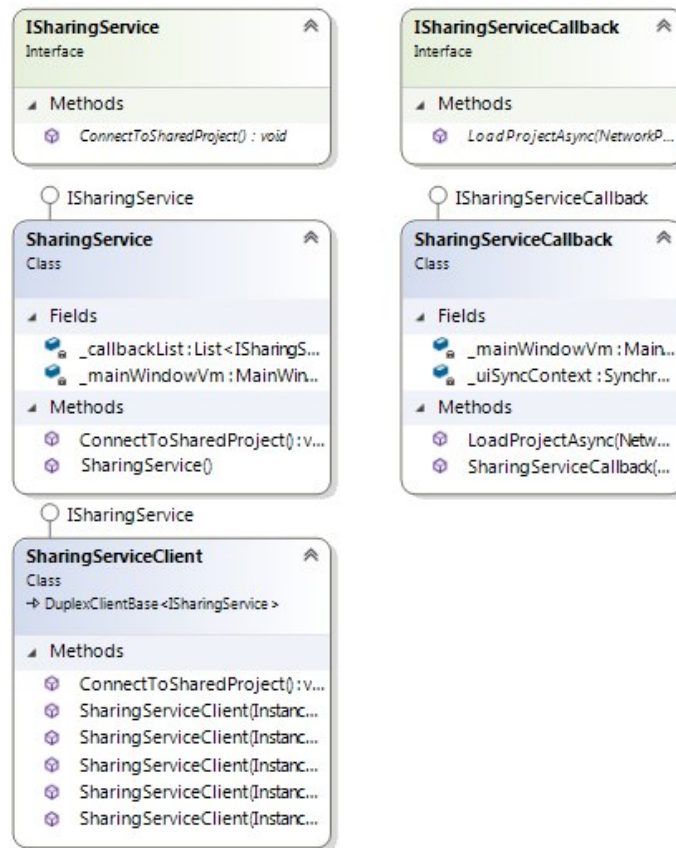 ISharingService
Interface
Methods
ConnectToSharedProject() : void
ISharingService
SharingService
Class
Fields
_callbackList : List<ISharingS...
_mainWindowVm : MainWin...
Methods
ConnectToSharedProject() : v...
SharingService()
ISharingService
SharingServiceClient
Class
DuplexClientBase<ISharingService>
Methods
ConnectToSharedProject() : v...
SharingServiceClient(Instanc...
SharingServiceClient(Instanc...
SharingServiceClient(Instanc...
SharingServiceClient(Instanc...
SharingServiceClient(Instanc...
ISharingServiceCallback
Interface
Methods
LoadProjectAsync(NetworkP...
ISharingServiceCallback
SharingServiceCallback
Class
Fields
_mainWindowVm : Main...
_uiSyncContext : Synchr...
Methods
LoadProjectAsync(Netw...
SharingServiceCallback(...